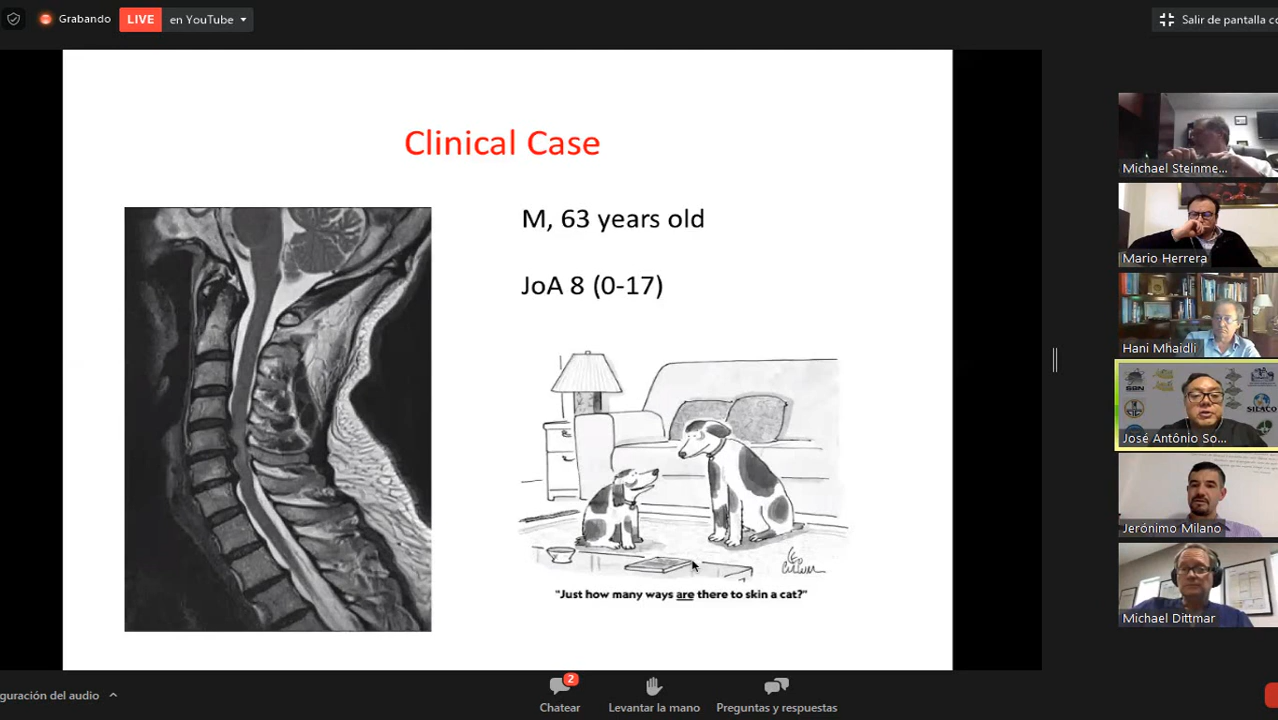 Grabando
LIVE en YouTube
Salir de pantalla co
Clinical Case
M, 63 years old
JoA 8 (0-17)
"Just how many ways are there to skin a cat?"
Michael Steinme...
Mario Herrera
Hani Mhaidli
SILACO
José Antônio So...
Jerónimo Milano
Michael Dittmar
guración del audio
2
Chatear
Levantar la mano
Preguntas y respuestas